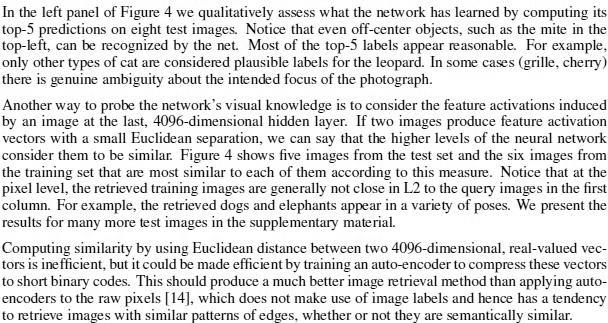 In the left panel of Figure 4 we qualitatively assess what the network has learned by computing its
top-5 predictions on eight test images. Notice that even off-center objects, such as the mite in the
top-left, can be recognized by the net. Most of the top-5 labels appear reasonable. For example,
only other types of cat are considered plausible labels for the leopard. In some cases (grille, cherry)
there is genuine ambiguity about the intended focus of the photograph.
Another way to probe the network's visual knowledge is to consider the feature activations induced
by an image at the last, 4096-dimensional hidden layer. If two images produce feature activation
vectors with a small Euclidean separation, we can say that the higher levels of the neural network
consider them to be similar. Figure 4 shows five images from the test set and the six images from
the training set that are most similar to each of them according to this measure. Notice that at the
pixel level, the retrieved training images are generally not close in L2 to the query images in the first
column. For example, the retrieved dogs and elephants appear in a variety of poses. We present the
results for many more test images in the supplementary material.
Computing similarity by using Euclidean distance between two 4096-dimensional, real-valued vec-
tors is inefficient, but it could be made efficient by training an auto-encoder to compress these vectors
to short binary codes. This should produce a much better image retrieval method than applying auto-
encoders to the raw pixels [14], which does not make use of image labels and hence has a tendency
to retrieve images with similar patterns of edges, whether or not they are semantically similar.